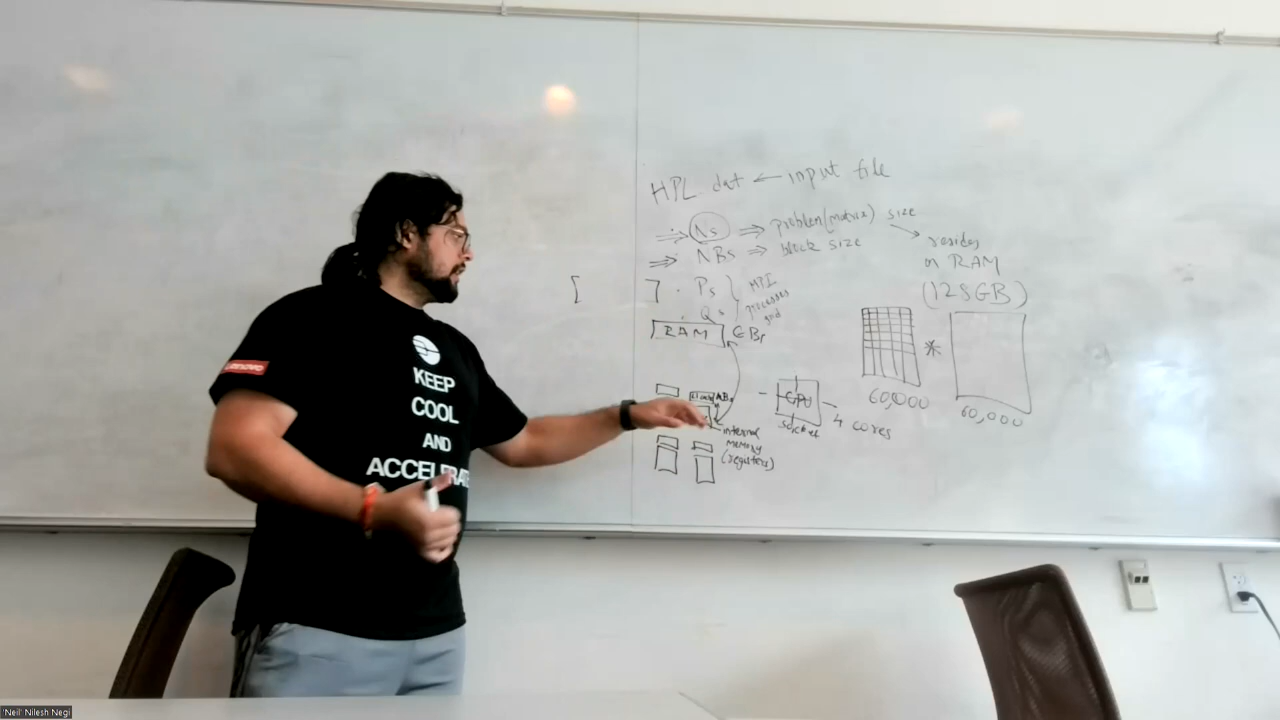 HPL dat ← input file
⇒ Ns ⇒ problem(matrix) size
→ resides
on RAM
(128GB)
⇒ NBs ⇒ block size
[ ] . Ps } MPI
. Qs processes
grid
RAM GBs
*
60,000
60,000
CPU
socket
4 cores
internal
memory
(registers)
Lenovo
KEEP
COOL
AND
ACCELERATE
'Neil' Nilesh Negi